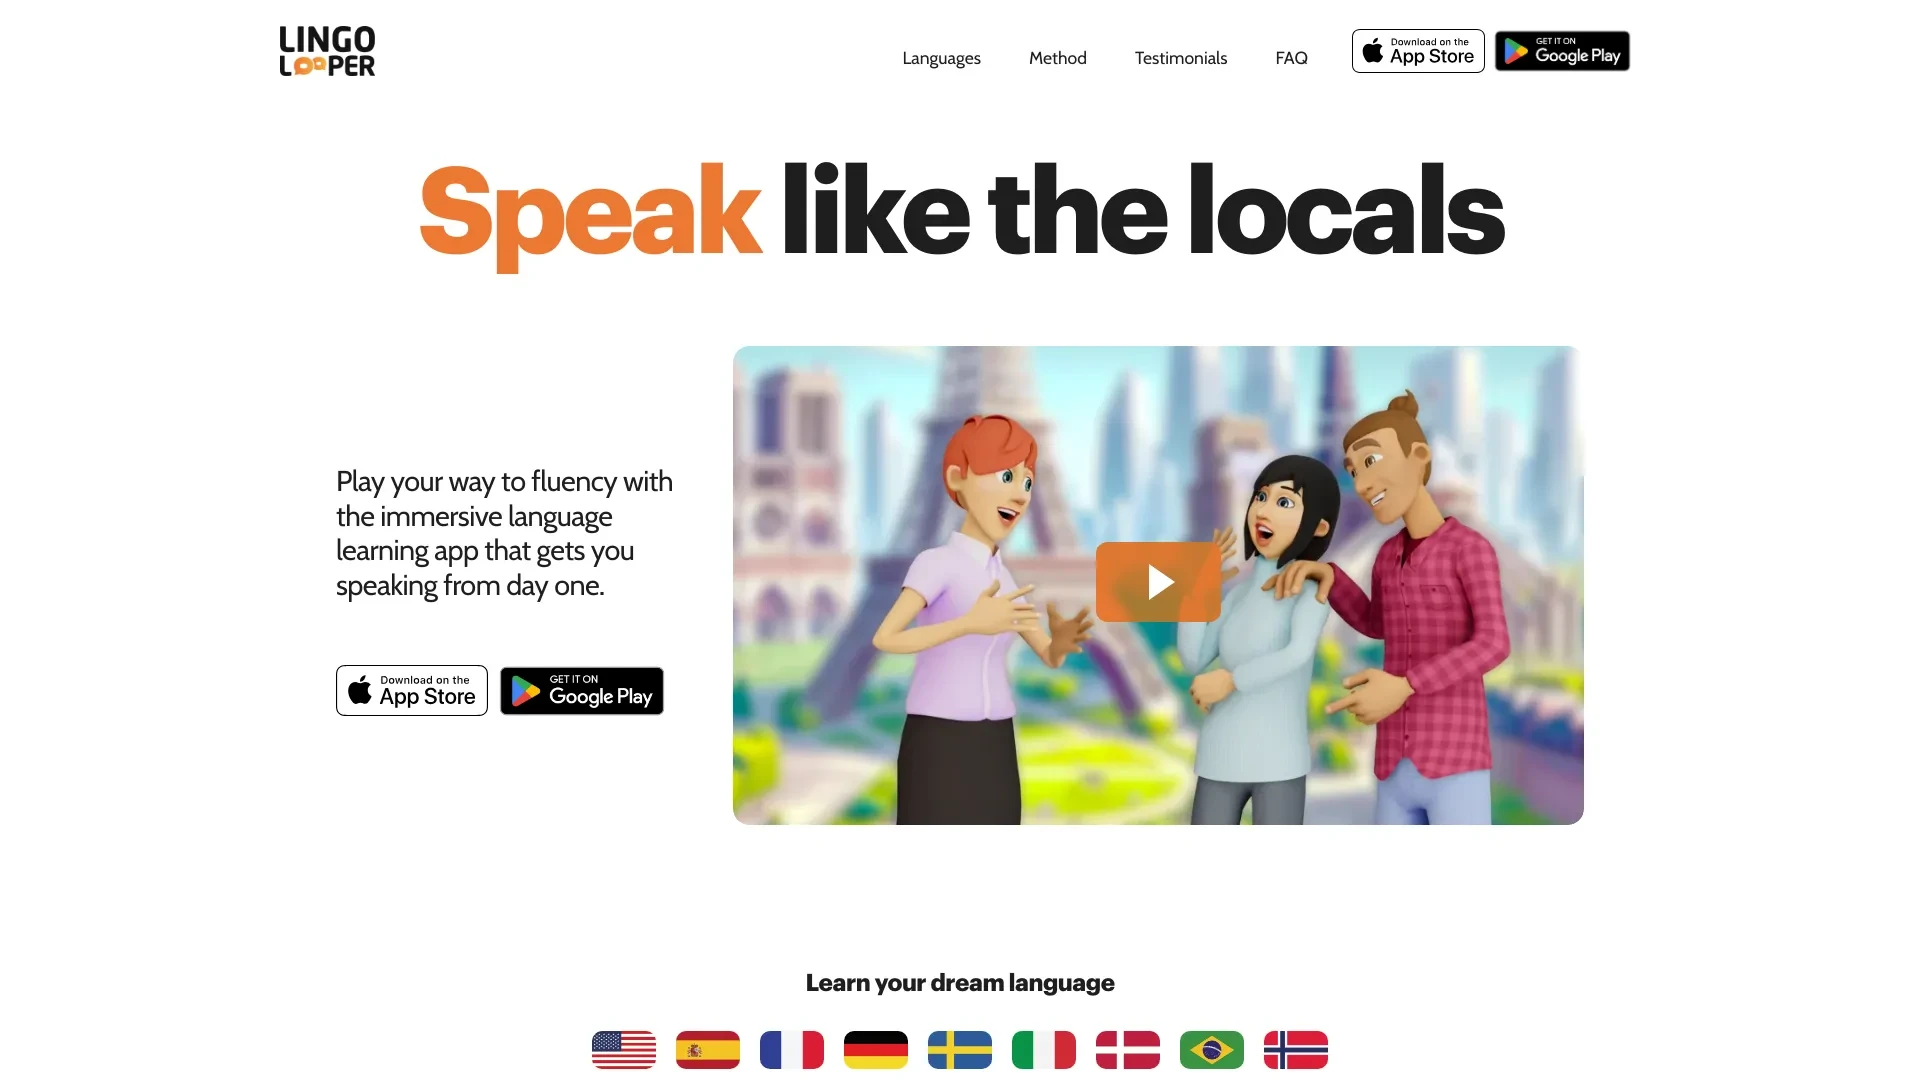 LINGO
LOOPER
Languages
Method
Testimonials
FAQ
Download on the
App Store
GET IT ON
Google Play
Speak like the locals
Play your way to fluency with
the immersive language
learning app that gets you
speaking from day one.
Download on the
App Store
GET IT ON
Google Play
Learn your dream language